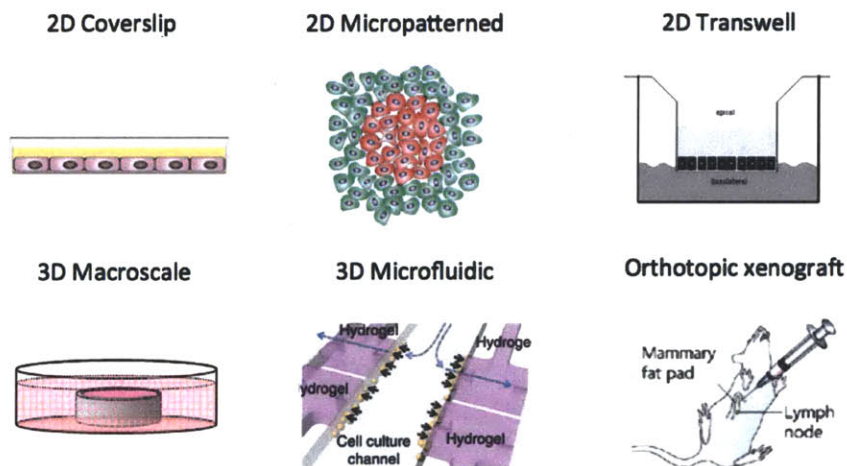 2D Coverslip
2D Micropatterned
2D Transwell
apical
basolateral
3D Macroscale
3D Microfluidic
Orthotopic xenograft
Hydrogel
Hydroge
ydrogel
Hydrogel
Cell culture
channel
Mammary
fat pad
Lymph
node